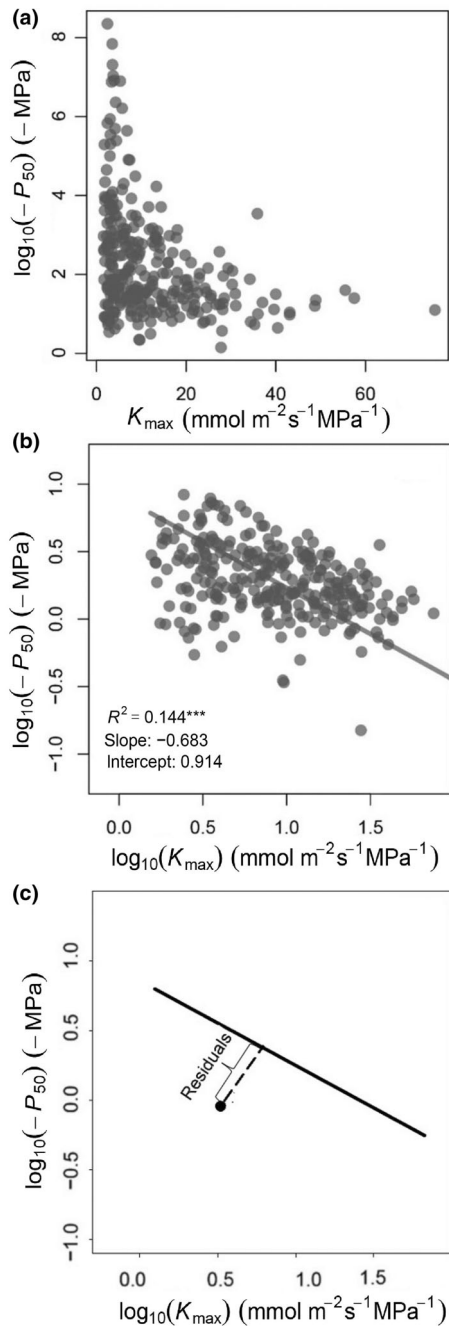 (a)
log₁₀(−P₅₀) (−MPa)
8
6
4
2
0
0 20 40 60
Kmax (mmol m⁻²s⁻¹MPa⁻¹)
(b)
log₁₀(−P₅₀) (−MPa)
1.0
0.5
0.0
−0.5
−1.0
R² = 0.144***
Slope: −0.683
Intercept: 0.914
0.0 0.5 1.0 1.5
log₁₀(Kmax) (mmol m⁻²s⁻¹MPa⁻¹)
(c)
log₁₀(−P₅₀) (−MPa)
1.0
0.5
0.0
−0.5
−1.0
Residuals
0.0 0.5 1.0 1.5
log₁₀(Kmax) (mmol m⁻²s⁻¹MPa⁻¹)